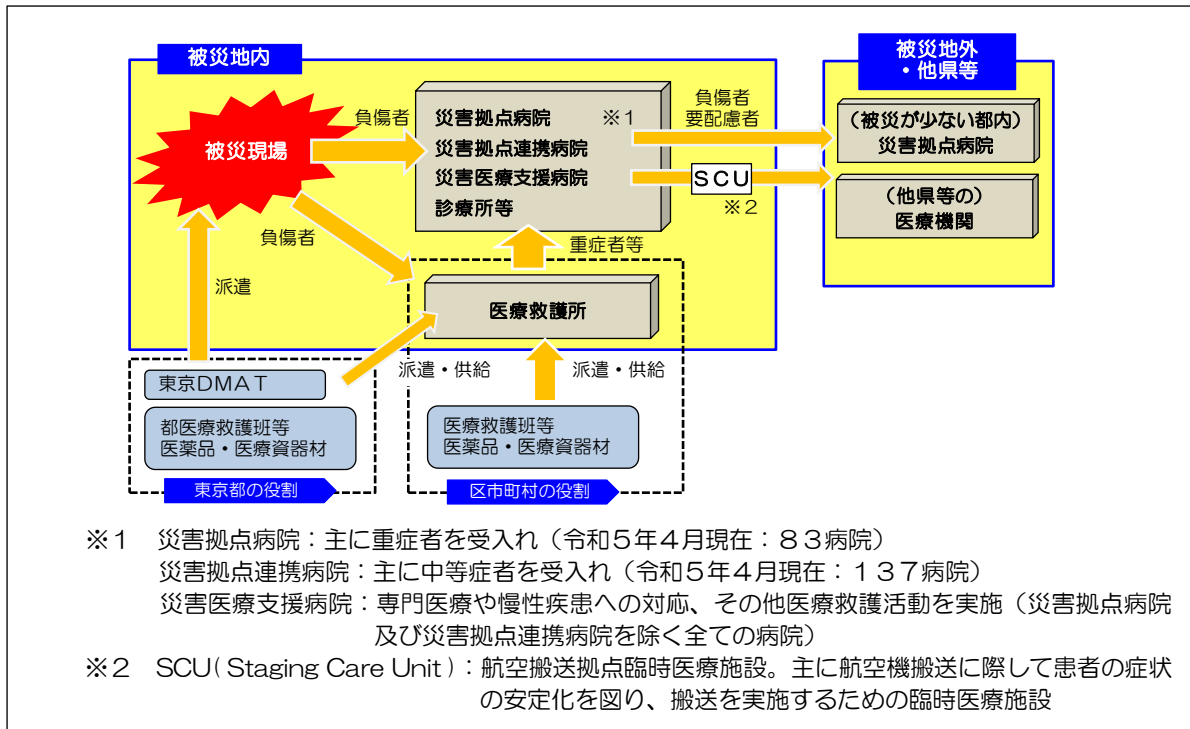 被災地内
被災地外
・他県等
被災現場
負傷者
災害拠点病院 ※1
災害拠点連携病院
災害医療支援病院
診療所等
負傷者
要配慮者
SCU
※2
(被災が少ない都内)
災害拠点病院
(他県等の)
医療機関
負傷者
重症者等
派遣
医療救護所
派遣・供給
派遣・供給
東京DMAT
都医療救護班等
医薬品・医療資器材
東京都の役割
医療救護班等
医薬品・医療資器材
区市町村の役割
※1 災害拠点病院:主に重症者を受入れ(令和5年4月現在:83病院)
災害拠点連携病院:主に中等症者を受入れ(令和5年4月現在:137病院)
災害医療支援病院:専門医療や慢性疾患への対応、その他医療救護活動を実施(災害拠点病院
及び災害拠点連携病院を除く全ての病院)
※2 SCU(Staging Care Unit):航空搬送拠点臨時医療施設。主に航空機搬送に際して患者の症状
の安定化を図り、搬送を実施するための臨時医療施設